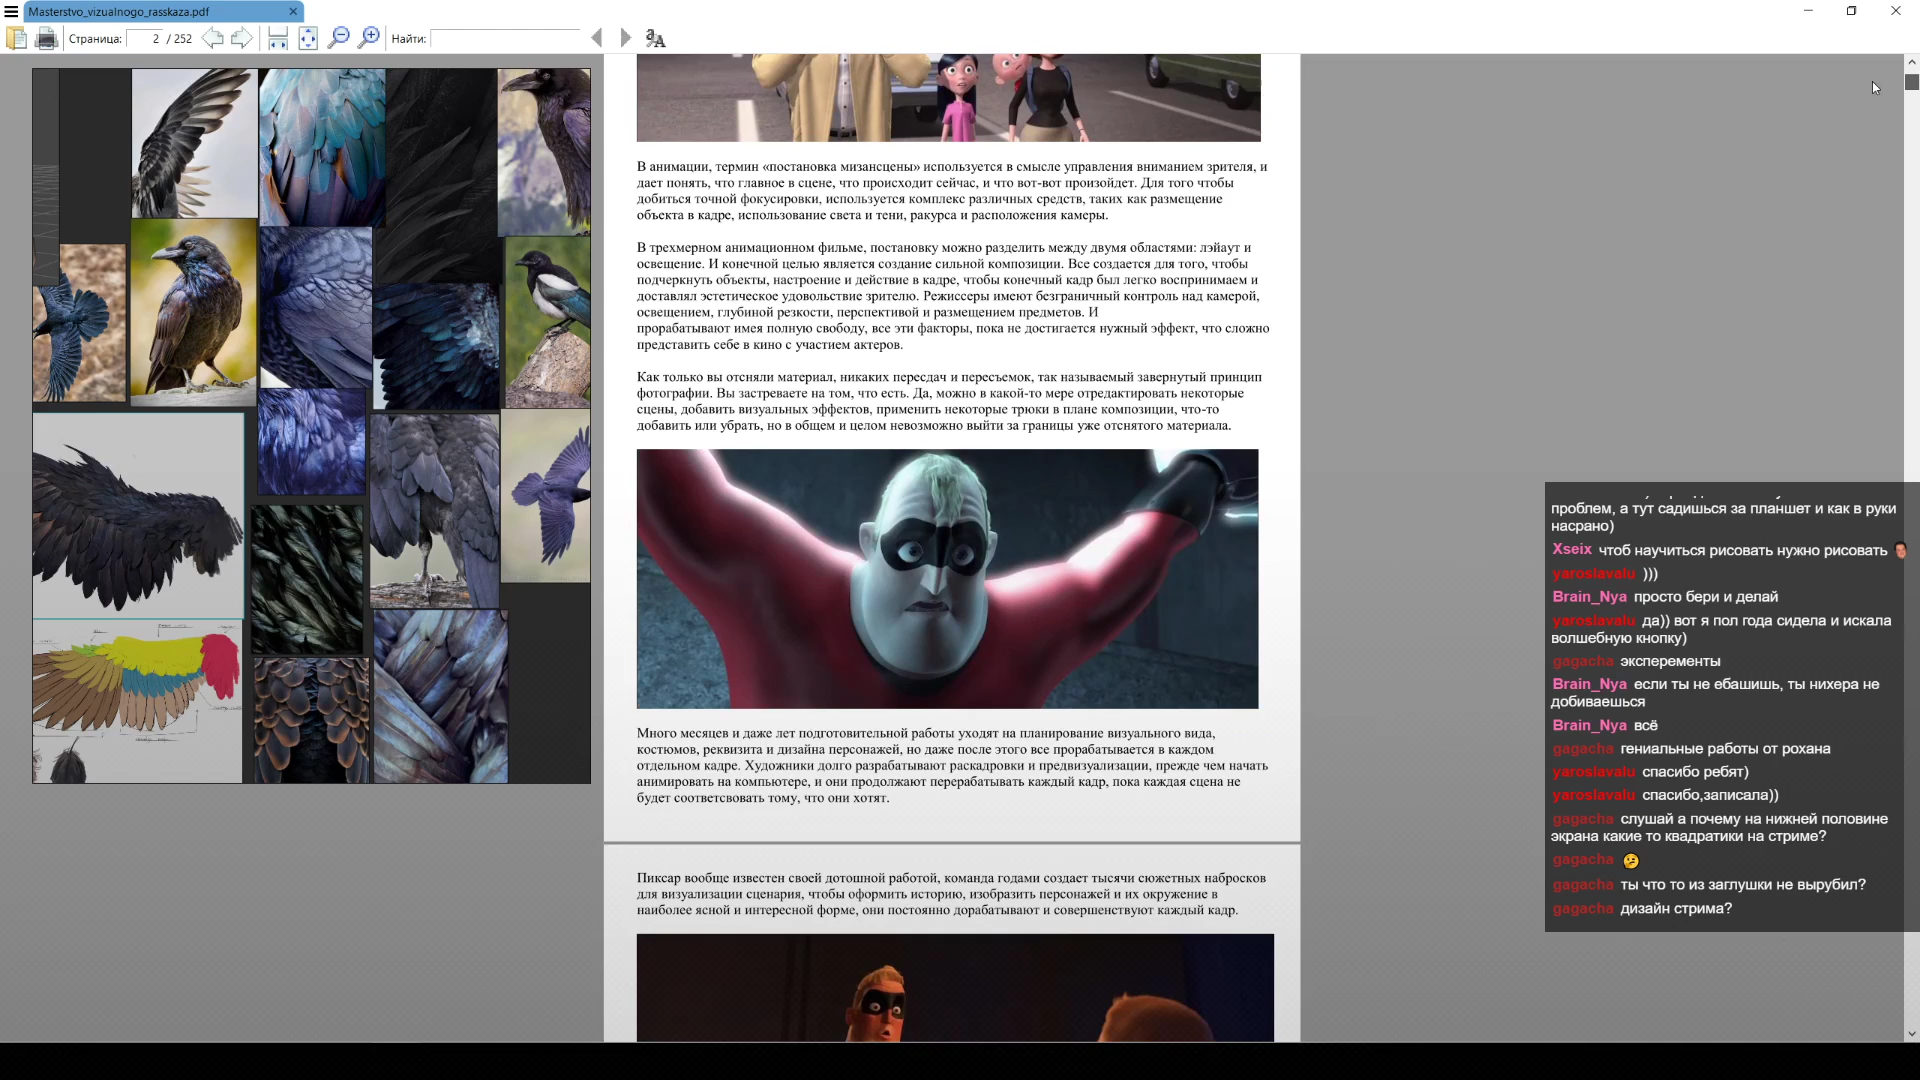 Masterstvo_vizualnogo_rasskaza.pdf
Страница: 2 / 252
Найти:
В анимации, термин «постановка мизансцены» используется в смысле управления вниманием зрителя, и
дает понять, что главное в сцене, что происходит сейчас, и что вот-вот произойдет. Для того чтобы
добиться точной фокусировки, используется комплекс различных средств, таких как размещение
объекта в кадре, использование света и тени, ракурса и расположения камеры.
В трехмерном анимационном фильме, постановку можно разделить между двумя областями: лэйаут и
освещение. И конечной целью является создание сильной композиции. Все создается для того, чтобы
подчеркнуть объекты, настроение и действие в кадре, чтобы конечный кадр был легко воспринимаем и
доставлял эстетическое удовольствие зрителю. Режиссеры имеют безграничный контроль над камерой,
освещением, глубиной резкости, перспективой и размещением предметов. И
прорабатывают имея полную свободу, все эти факторы, пока не достигается нужный эффект, что сложно
представить себе в кино с участием актеров.
Как только вы отсняли материал, никаких пересдач и пересъемок, так называемый завернутый принцип
фотографии. Вы застреваете на том, что есть. Да, можно в какой-то мере отредактировать некоторые
сцены, добавить визуальных эффектов, применить некоторые трюки в плане композиции, что-то
добавить или убрать, но в общем и целом невозможно выйти за границы уже отснятого материала.
Много месяцев и даже лет подготовительной работы уходят на планирование визуального вида,
костюмов, реквизита и дизайна персонажей, но даже после этого все прорабатывается в каждом
отдельном кадре. Художники долго разрабатывают раскадровки и предвизуализации, прежде чем начать
анимировать на компьютере, и они продолжают перерабатывать каждый кадр, пока каждая сцена не
будет соответсвовать тому, что они хотят.
Пиксар вообще известен своей дотошной работой, команда годами создает тысячи сюжетных набросков
для визуализации сценария, чтобы оформить историю, изобразить персонажей и их окружение в
наиболее ясной и интересной форме, они постоянно дорабатывают и совершенствуют каждый кадр.
проблем, а тут садишься за планшет и как в руки
насрано)
Xseix чтоб научиться рисовать нужно рисовать
yaroslavalu )))
Brain_Nya просто бери и делай
yaroslavalu да)) вот я пол года сидела и искала
волшебную кнопку)
gagacha эксперементы
Brain_Nya если ты не ебашишь, ты нихера не
добиваешься
Brain_Nya всё
gagacha гениальные работы от рохана
yaroslavalu спасибо ребят)
yaroslavalu спасибо,записала))
gagacha слушай а почему на нижней половине
экрана какие то квадратики на стриме?
gagacha 🤔
gagacha ты что то из заглушки не вырубил?
gagacha дизайн стрима?